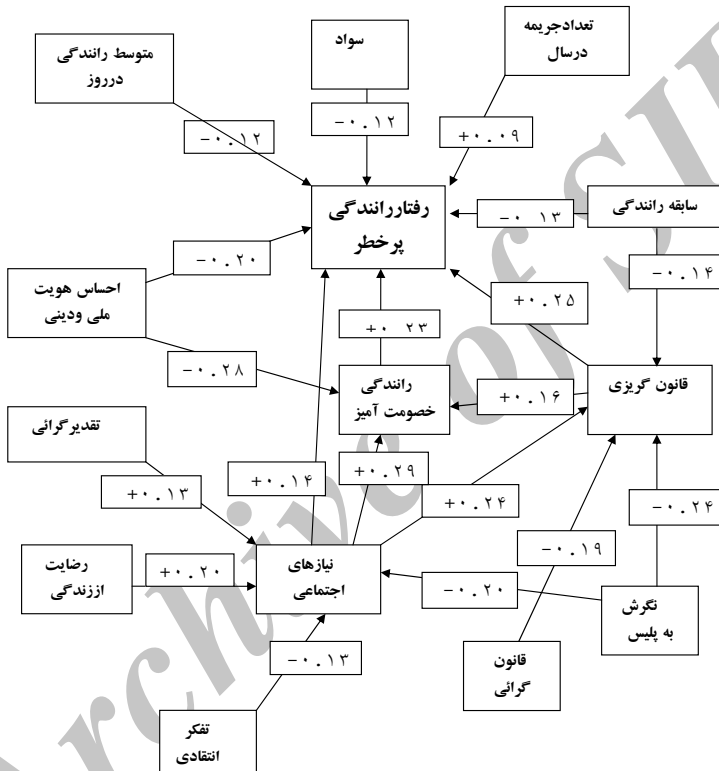 تعدادجریمه
درسال
سواد
متوسط رانندگی
درروز
-۰.۱۲
-۰.۱۲
+۰.۰۹
رفتاررانندگی
پرخطر
سابقه رانندگی
-۰.۱۳
-۰.۲۰
-۰.۱۴
احساس هویت
ملی ودینی
+۰.۲۵
+۰.۲۳
-۰.۲۸
رانندگی
خصومت آمیز
قانون گریزی
+۰.۱۶
تقدیرگرائی
+۰.۱۴
+۰.۲۹
+۰.۱۳
+۰.۲۴
-۰.۲۴
-۰.۱۹
رضایت
اززندگی
+۰.۲۰
نیازهای
اجتماعی
-۰.۲۰
نگرش
به پلیس
-۰.۱۳
قانون
گرائی
تفکر
انتقادی
Archive of SI